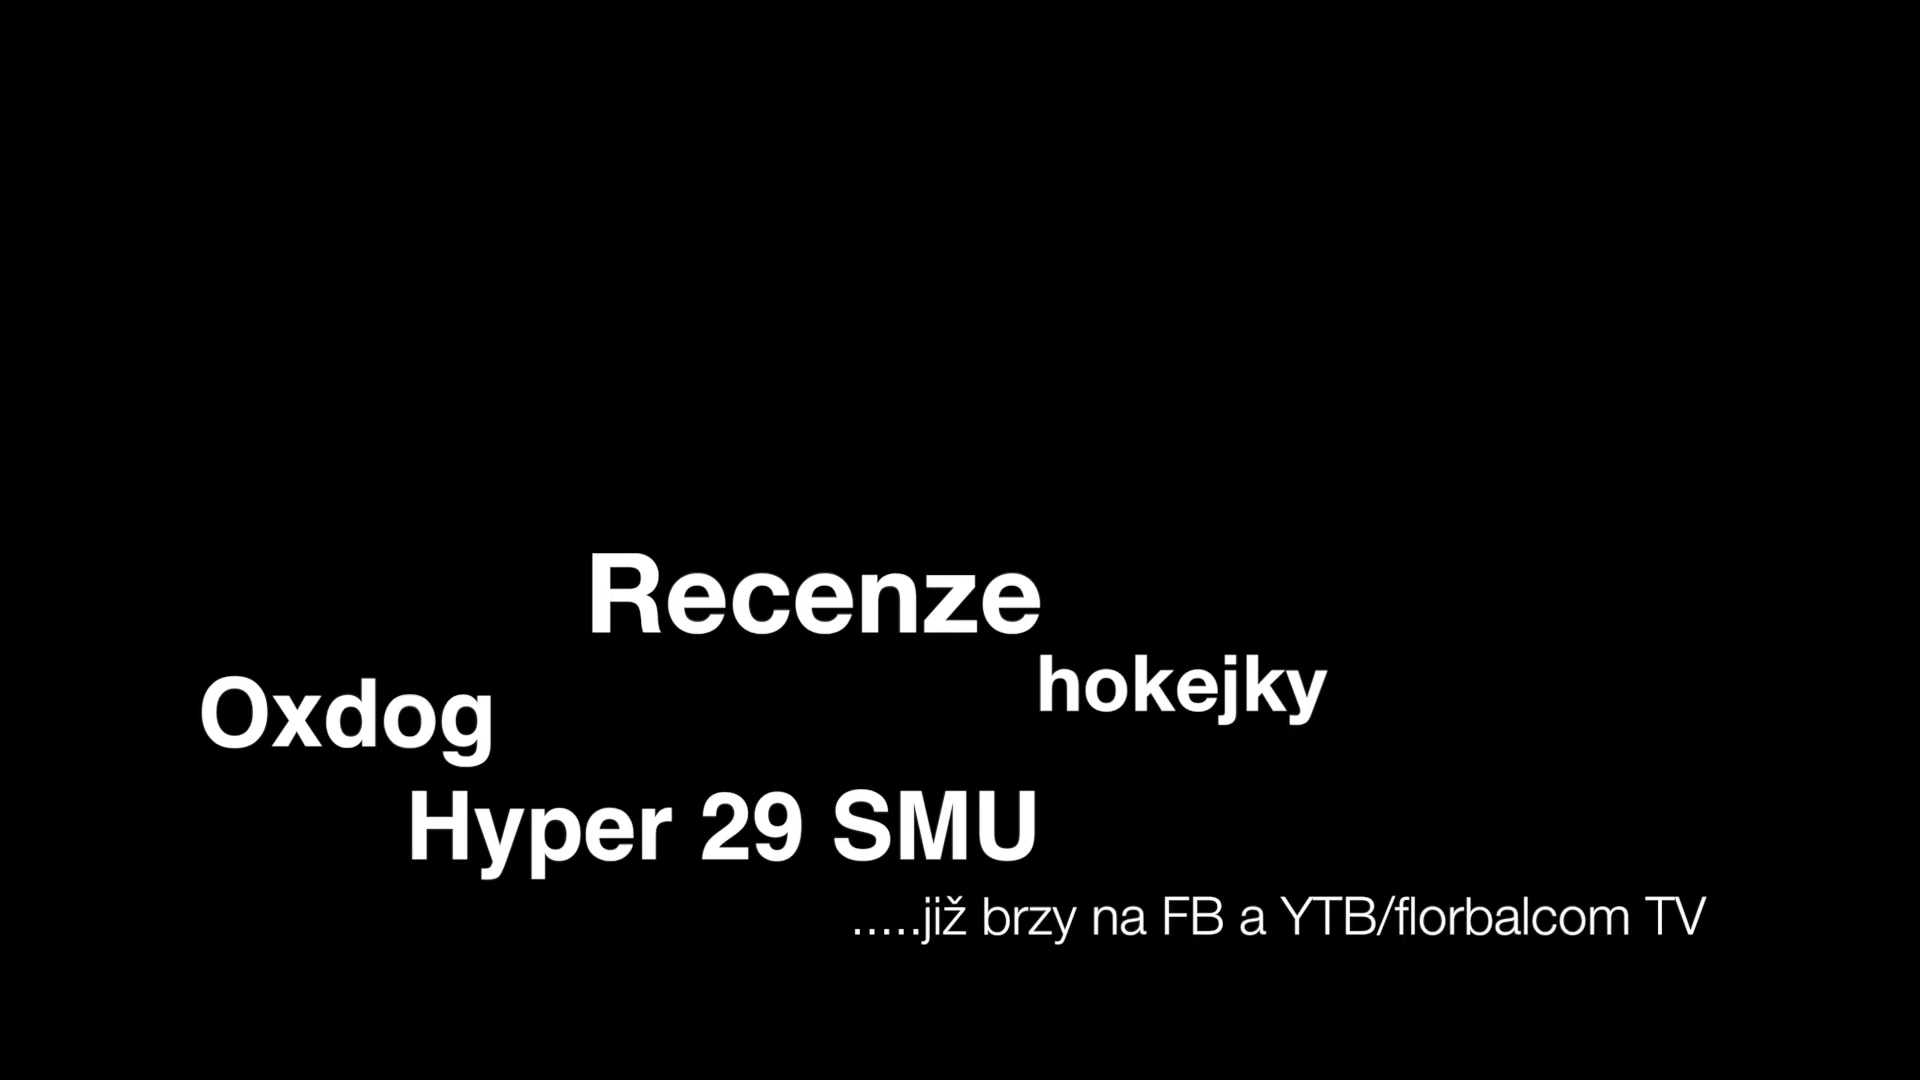 Recenze
hokejky
Oxdog
Hyper 29 SMU
.....již brzy na FB a YTB/florbalcom TV